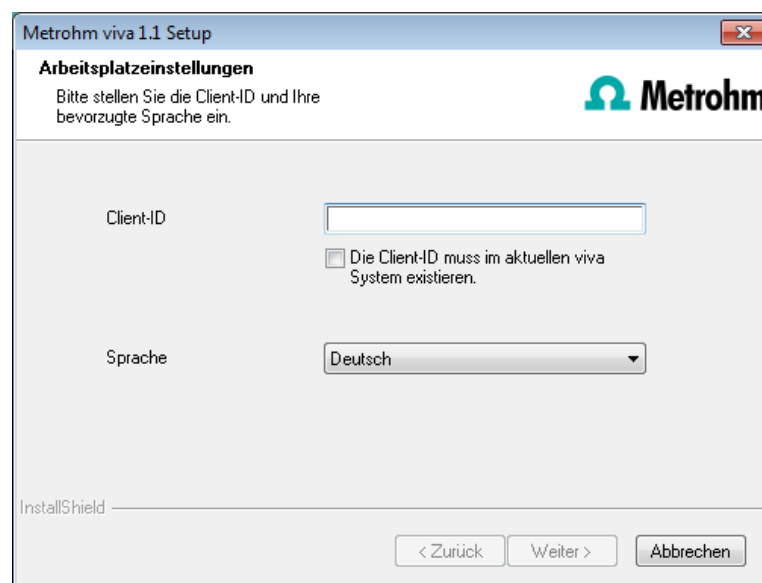 Metrohm viva 1.1 Setup
Arbeitsplatzeinstellungen
Bitte stellen Sie die Client-ID und Ihre
bevorzugte Sprache ein.
Metrohm
Client-ID
Die Client-ID muss im aktuellen viva
System existieren.
Sprache
Deutsch
InstallShield
< Zurück
Weiter >
Abbrechen